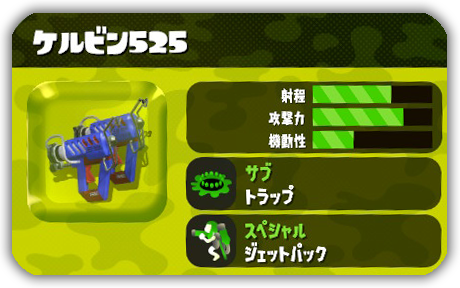 ケルビン525
射程
攻撃力
機動性
サブ
トラップ
スペシャル
ジェットパック